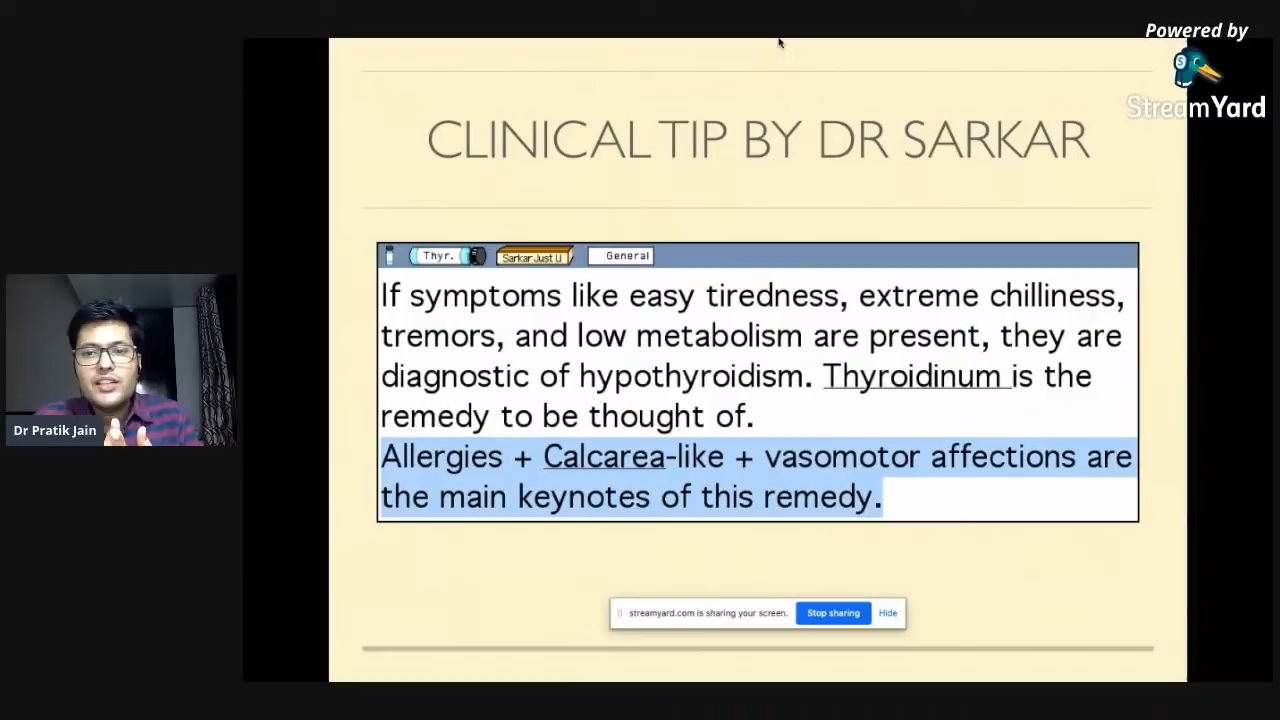 Powered by
StreamYard
CLINICAL TIP BY DR SARKAR
Thyr.
Sarkar Just U
General
If symptoms like easy tiredness, extreme chilliness,
tremors, and low metabolism are present, they are
diagnostic of hypothyroidism. Thyroidinum is the
remedy to be thought of.
Allergies + Calcarea-like + vasomotor affections are
the main keynotes of this remedy.
Dr Pratik Jain
streamyard.com is sharing your screen.
Stop sharing
Hide